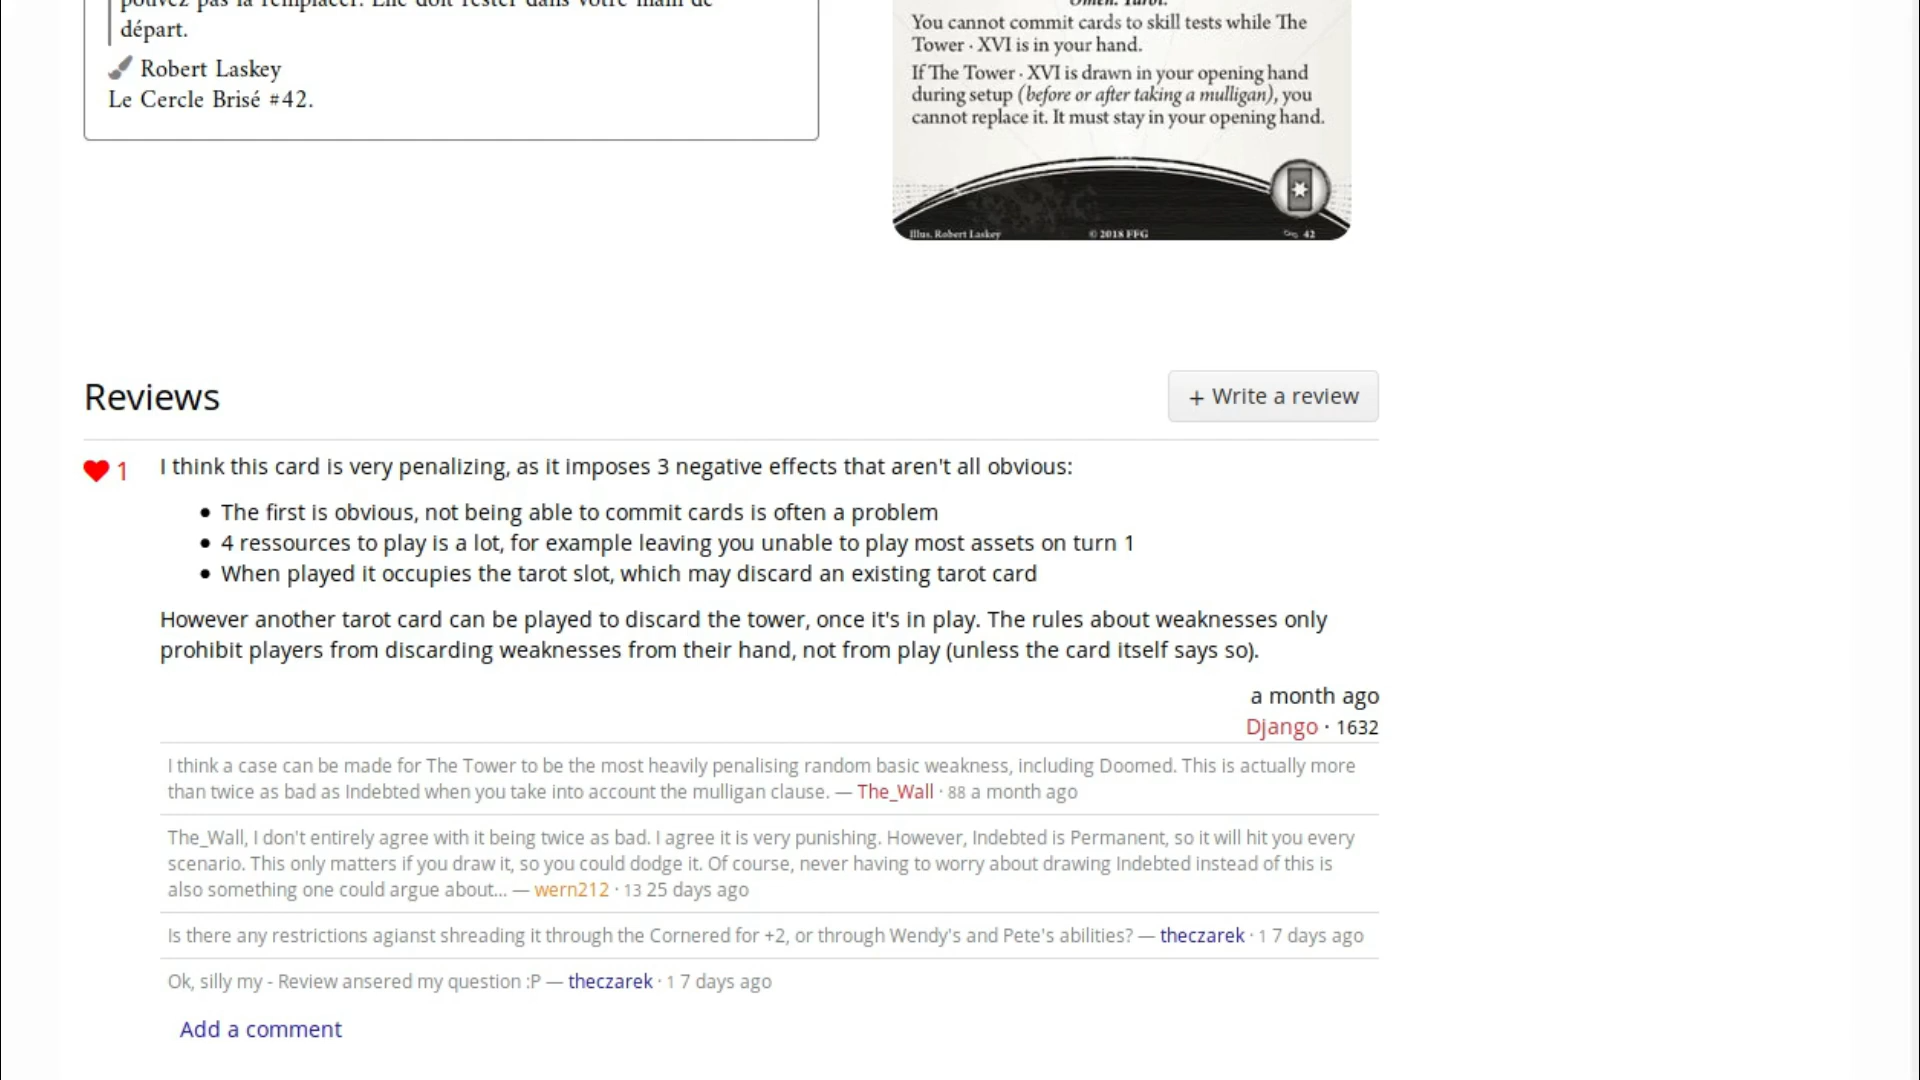 pouvez pas la remplacer. Elle doit rester dans votre main de
départ.
Robert Laskey
Le Cercle Brisé #42.
Omen. Tarot.
You cannot commit cards to skill tests while The
Tower · XVI is in your hand.
If The Tower · XVI is drawn in your opening hand
during setup (before or after taking a mulligan), you
cannot replace it. It must stay in your opening hand.
Illus. Robert Laskey
© 2018 FFG
42
Reviews
+ Write a review
1
I think this card is very penalizing, as it imposes 3 negative effects that aren't all obvious:
• The first is obvious, not being able to commit cards is often a problem
• 4 ressources to play is a lot, for example leaving you unable to play most assets on turn 1
• When played it occupies the tarot slot, which may discard an existing tarot card
However another tarot card can be played to discard the tower, once it's in play. The rules about weaknesses only
prohibit players from discarding weaknesses from their hand, not from play (unless the card itself says so).
a month ago
Django · 1632
I think a case can be made for The Tower to be the most heavily penalising random basic weakness, including Doomed. This is actually more
than twice as bad as Indebted when you take into account the mulligan clause. — The_Wall · 88 a month ago
The_Wall, I don't entirely agree with it being twice as bad. I agree it is very punishing. However, Indebted is Permanent, so it will hit you every
scenario. This only matters if you draw it, so you could dodge it. Of course, never having to worry about drawing Indebted instead of this is
also something one could argue about... — wern212 · 13 25 days ago
Is there any restrictions agianst shreading it through the Cornered for +2, or through Wendy's and Pete's abilities? — theczarek · 1 7 days ago
Ok, silly my - Review ansered my question :P — theczarek · 1 7 days ago
Add a comment